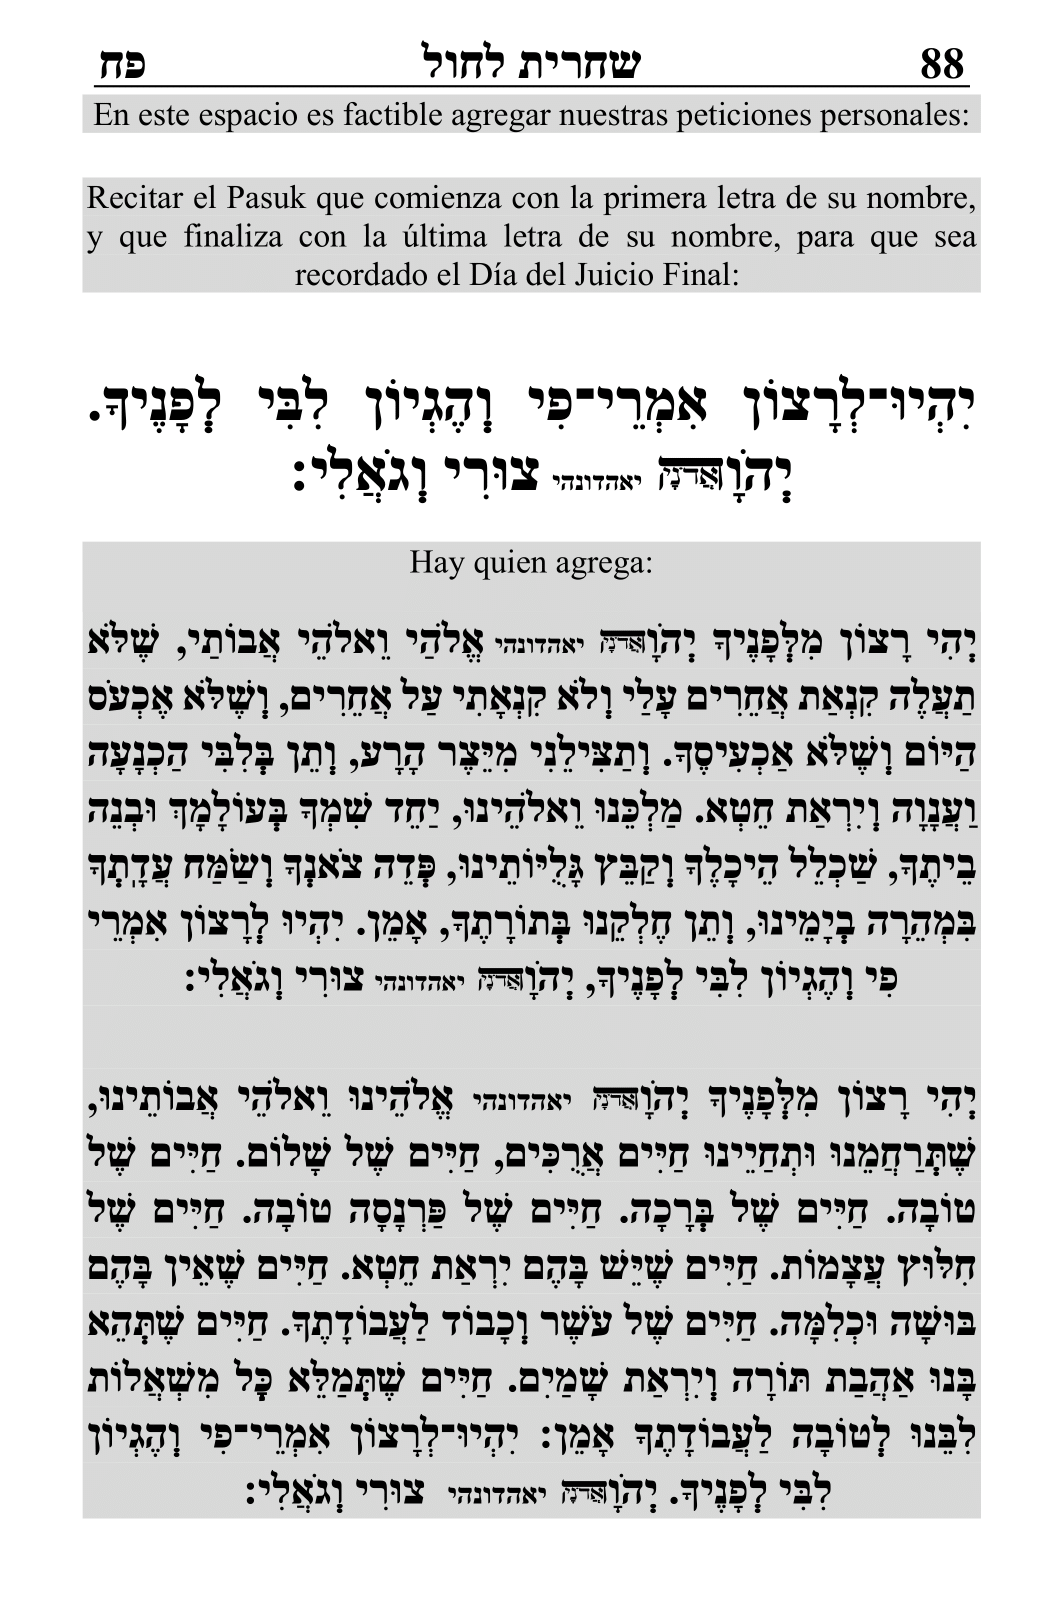 88 שחרית לחול פח
En este espacio es factible agregar nuestras peticiones personales:
Recitar el Pasuk que comienza con la primera letra de su nombre,
y que finaliza con la última letra de su nombre, para que sea
recordado el Día del Juicio Final:
יִהְיוּ־לְרָצוֹן אִמְרֵי־פִי וְהֶגְיוֹן לִבִּי לְפָנֶיךָ.
יְהֹוָאֲדֹנָי יאהדונהי צוּרִי וְגֹאֲלִי:
Hay quien agrega:
יְהִי רָצוֹן מִלְּפָנֶיךָ יְהֹוָאֲדֹנָי יאהדונהי אֱלֹהַי וֵאלֹהֵי אֲבוֹתַי, שֶׁלֹּא
תַעֲלֶה קִנְאַת אֲחֵרִים עָלַי וְלֹא קִנְאָתִי עַל אֲחֵרִים, וְשֶׁלֹּא אֶכְעֹס
הַיּוֹם וְשֶׁלֹּא אַכְעִיסֶךָ. וְתַצִּילֵנִי מִיֵּצֶר הָרָע, וְתֵן בְּלִבִּי הַכְנָעָה
וַעֲנָוָה וְיִרְאַת חֵטְא. מַלְכֵּנוּ וֵאלֹהֵינוּ, יַחֵד שִׁמְךָ בְּעוֹלָמָךְ וּבְנֵה
בֵיתֶךָ, שַׁכְלֵל הֵיכָלֶךָ וְקַבֵּץ גָּלֻיּוֹתֵינוּ, פְּדֵה צֹאנְךָ וְשַׂמַּח עֲדָתְךָ
בִּמְהֵרָה בְיָמֵינוּ, וְתֵן חֶלְקֵנוּ בְּתוֹרָתֶךָ, אָמֵן. יִהְיוּ לְרָצוֹן אִמְרֵי
פִי וְהֶגְיוֹן לִבִּי לְפָנֶיךָ, יְהֹוָאֲדֹנָי יאהדונהי צוּרִי וְגֹאֲלִי:
יְהִי רָצוֹן מִלְּפָנֶיךָ יְהֹוָאֲדֹנָי יאהדונהי אֱלֹהֵינוּ וֵאלֹהֵי אֲבוֹתֵינוּ,
שֶׁתְּרַחֲמֵנוּ וּתְחַיֵינוּ חַיִּים אֲרֻכִּים, חַיִּים שֶׁל שָׁלוֹם. חַיִּים שֶׁל
טוֹבָה. חַיִּים שֶׁל בְּרָכָה. חַיִּים שֶׁל פַּרְנָסָה טוֹבָה. חַיִּים שֶׁל
חִלּוּץ עֲצָמוֹת. חַיִּים שֶׁיֵּשׁ בָּהֶם יִרְאַת חֵטְא. חַיִּים שֶׁאֵין בָּהֶם
בּוּשָׁה וּכְלִמָּה. חַיִּים שֶׁל עֹשֶׁר וְכָבוֹד לַעֲבוֹדָתֶךָ. חַיִּים שֶׁתְּהֵא
בָּנוּ אַהֲבַת תּוֹרָה וְיִרְאַת שָׁמַיִם. חַיִּים שֶׁתְּמַלֵּא כָּל מִשְׁאֲלוֹת
לִבֵּנוּ לְטוֹבָה לַעֲבוֹדָתֶךָ אָמֵן: יִהְיוּ־לְרָצוֹן אִמְרֵי־פִי וְהֶגְיוֹן
לִבִּי לְפָנֶיךָ. יְהֹוָאֲדֹנָי יאהדונהי צוּרִי וְגֹאֲלִי: